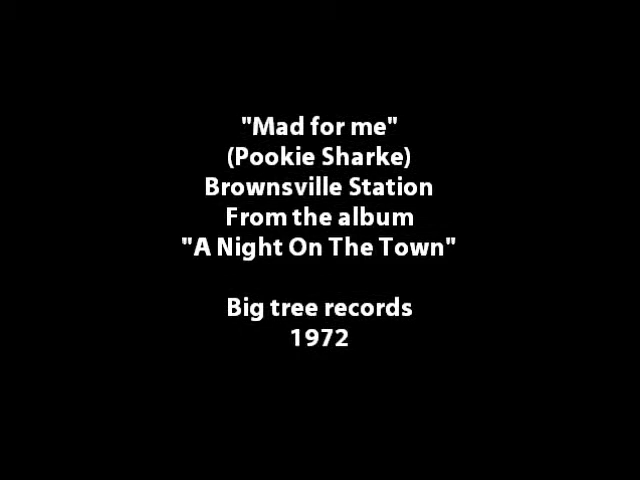 "Mad for me"
(Pookie Sharke)
Brownsville Station
From the album
"A Night On The Town"
Big tree records
1972